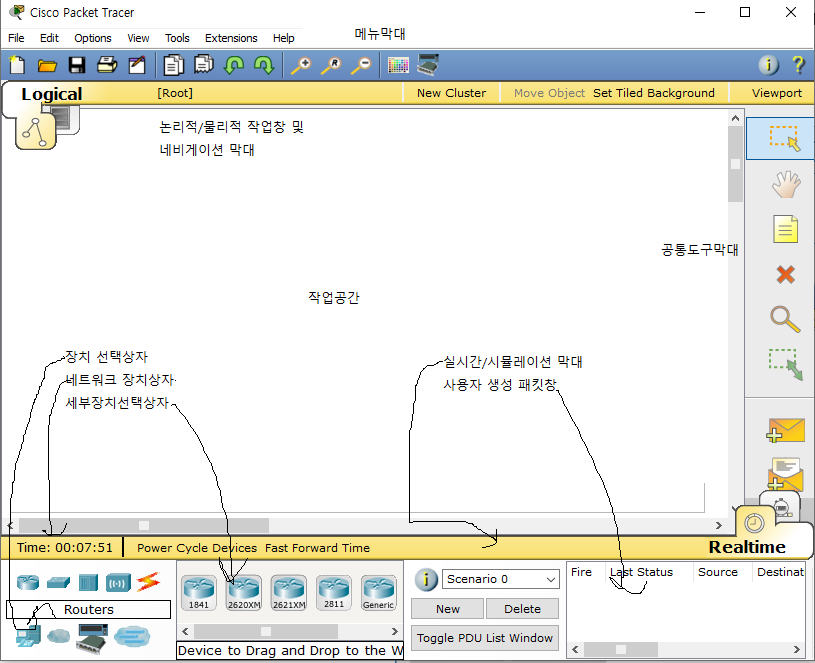 Cisco Packet Tracer
File Edit Options View Tools Extensions Help
메뉴막대
Logical [Root] New Cluster Move Object Set Tiled Background Viewport
논리적/물리적 작업창 및
네비게이션 막대
공통도구막대
작업공간
장치 선택상자
네트워크 장치상자
세부장치선택상자
실시간/시뮬레이션 막대
사용자 생성 패킷창
Time: 00:07:51 Power Cycle Devices Fast Forward Time Realtime
Routers
1841 2620XM 2621XM 2811 Generic
Device to Drag and Drop to the W
Scenario 0
New Delete
Toggle PDU List Window
Fire Last Status Source Destinat